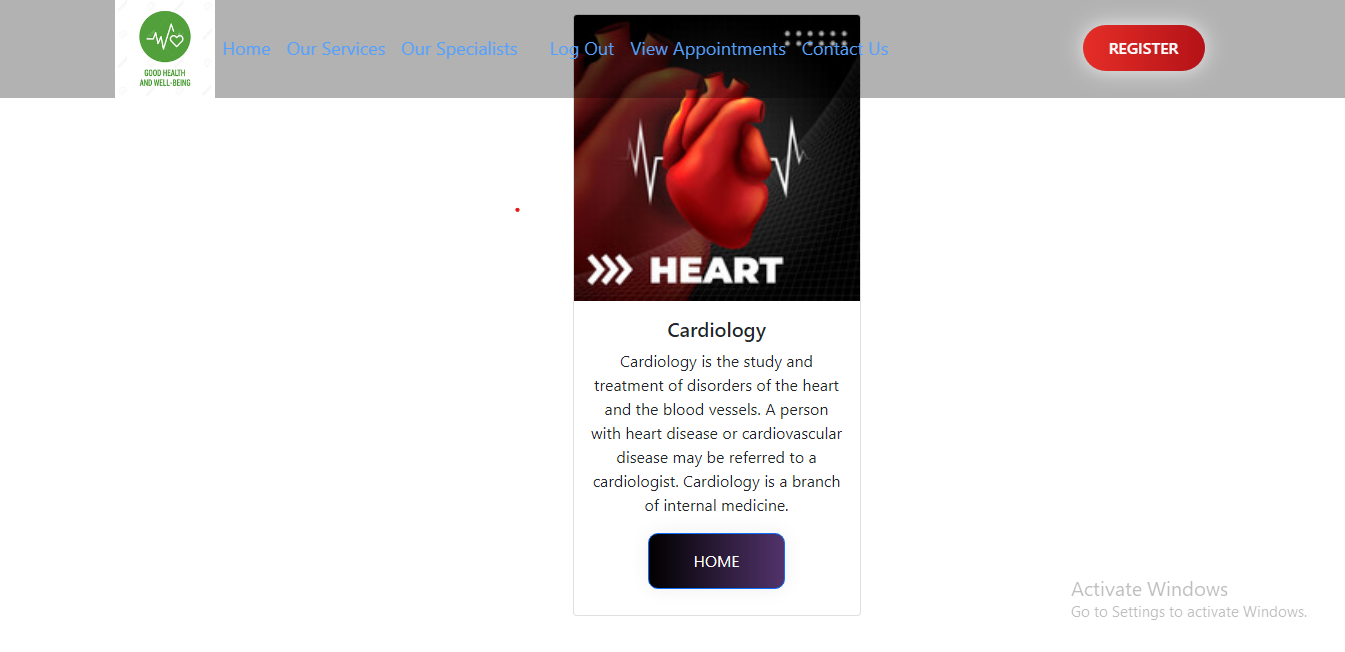 GOOD HEALTH
AND WELL-BEING
Home Our Services Our Specialists Log Out View Appointments Contact Us
REGISTER
HEART
Cardiology
Cardiology is the study and
treatment of disorders of the heart
and the blood vessels. A person
with heart disease or cardiovascular
disease may be referred to a
cardiologist. Cardiology is a branch
of internal medicine.
HOME
Activate Windows
Go to Settings to activate Windows.